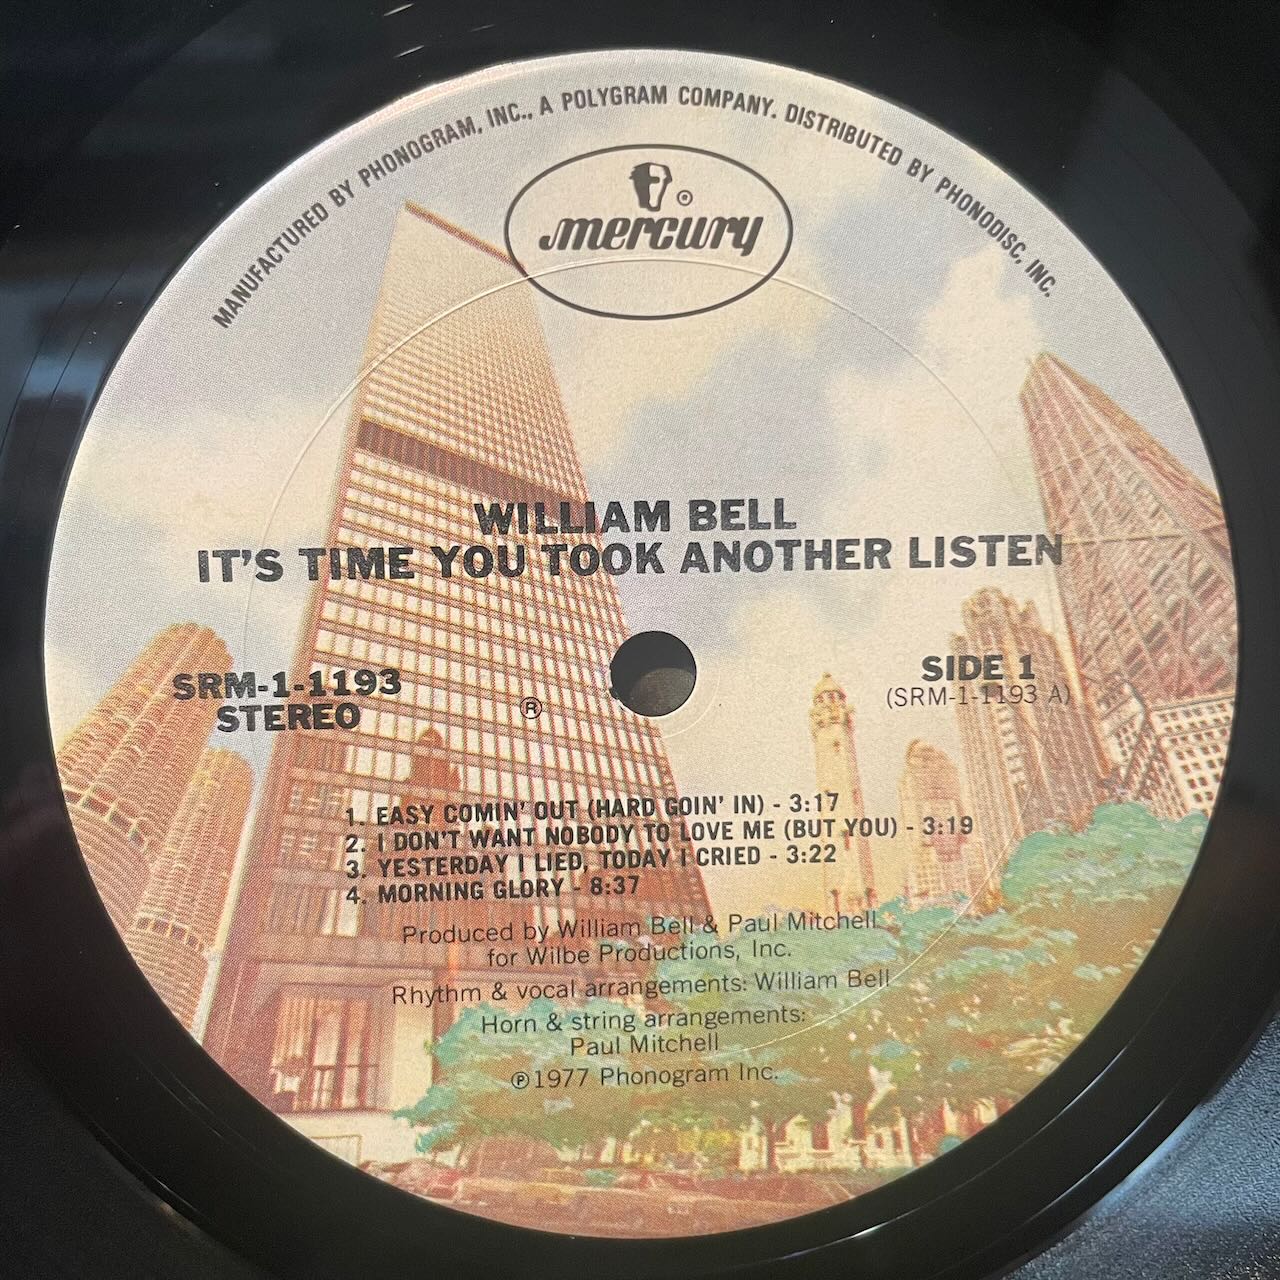 MANUFACTURED BY PHONOGRAM, INC., A POLYGRAM COMPANY. DISTRIBUTED BY PHONODISC, INC.
®
mercury
WILLIAM BELL
IT'S TIME YOU TOOK ANOTHER LISTEN
SRM-1-1193
STEREO
®
SIDE 1
(SRM-1-1193 A)
1. EASY COMIN' OUT (HARD GOIN' IN) - 3:17
2. I DON'T WANT NOBODY TO LOVE ME (BUT YOU) - 3:19
3. YESTERDAY I LIED, TODAY I CRIED - 3:22
4. MORNING GLORY - 8:37
Produced by William Bell & Paul Mitchell
for Wilbe Productions, Inc.
Rhythm & vocal arrangements: William Bell
Horn & string arrangements:
Paul Mitchell
℗1977 Phonogram Inc.